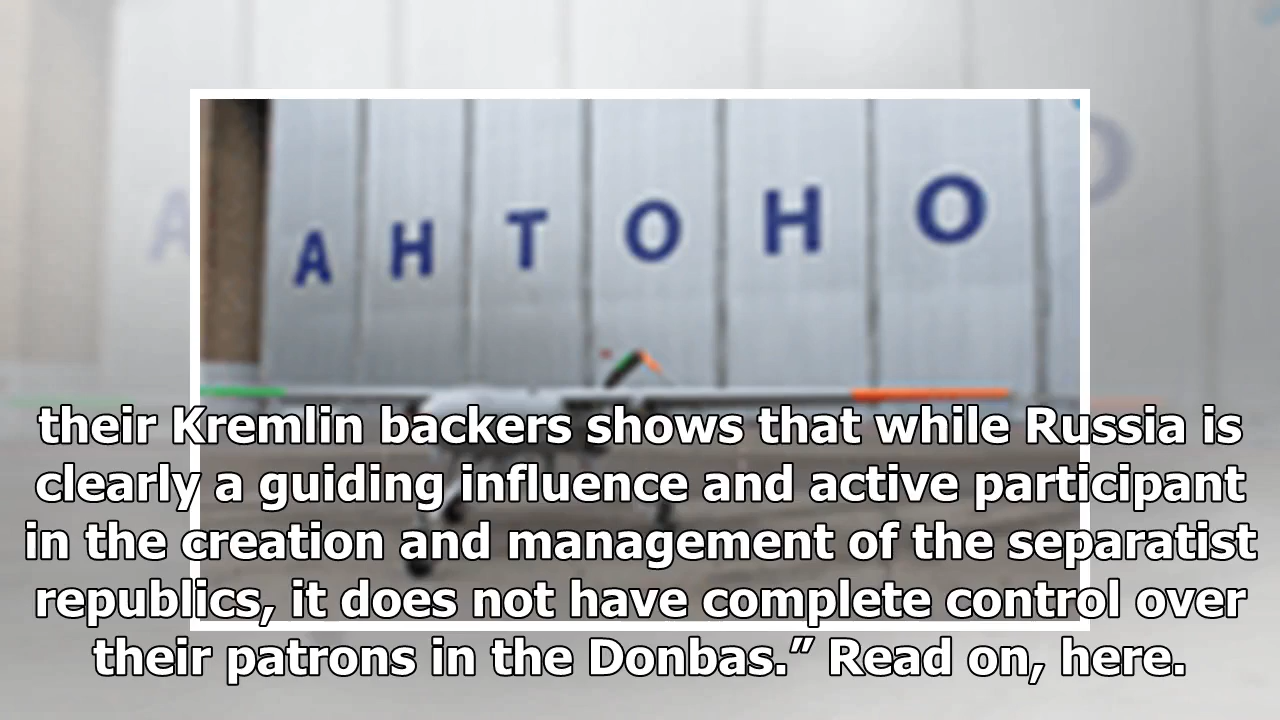 АНТОНО
their Kremlin backers shows that while Russia is
clearly a guiding influence and active participant
in the creation and management of the separatist
republics, it does not have complete control over
their patrons in the Donbas.” Read on, here.